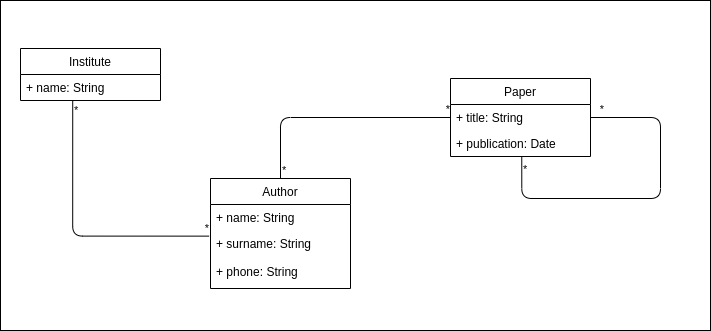 Institute
+ name: String
*
*
Author
+ name: String
+ surname: String
+ phone: String
*
*
Paper
+ title: String
+ publication: Date
*
*